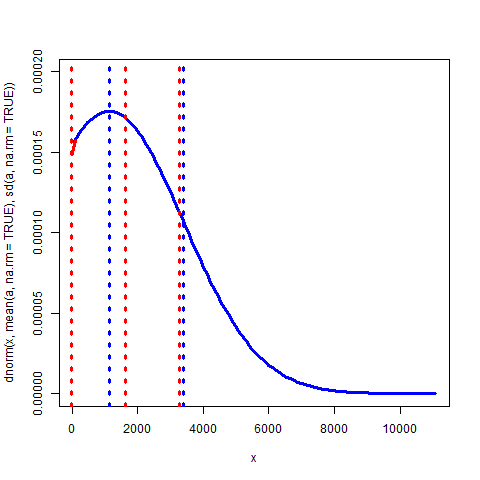 dnorm(x, mean(a, na.rm = TRUE), sd(a, na.rm = TRUE))
0.00020
0.00015
0.00010
0.00005
0.00000
0 2000 4000 6000 8000 10000
x